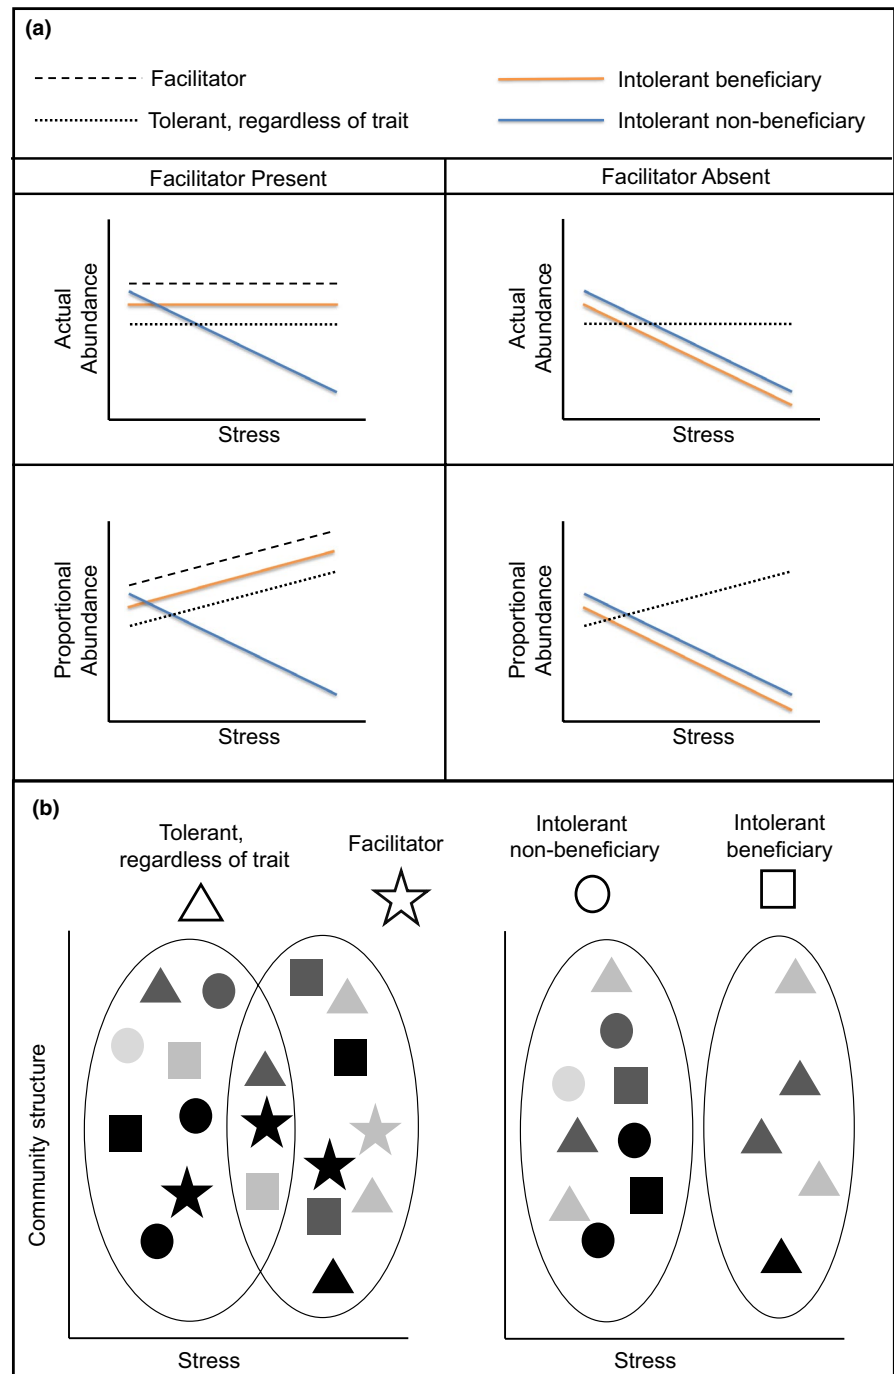 (a)
Facilitator
Intolerant beneficiary
Tolerant, regardless of trait
Intolerant non-beneficiary
Facilitator Present
Facilitator Absent
Actual
Abundance
Stress
Actual
Abundance
Stress
Proportional
Abundance
Stress
Proportional
Abundance
Stress
(b)
Tolerant,
regardless of trait
Facilitator
Intolerant
non-beneficiary
Intolerant
beneficiary
Community structure
Stress
Stress